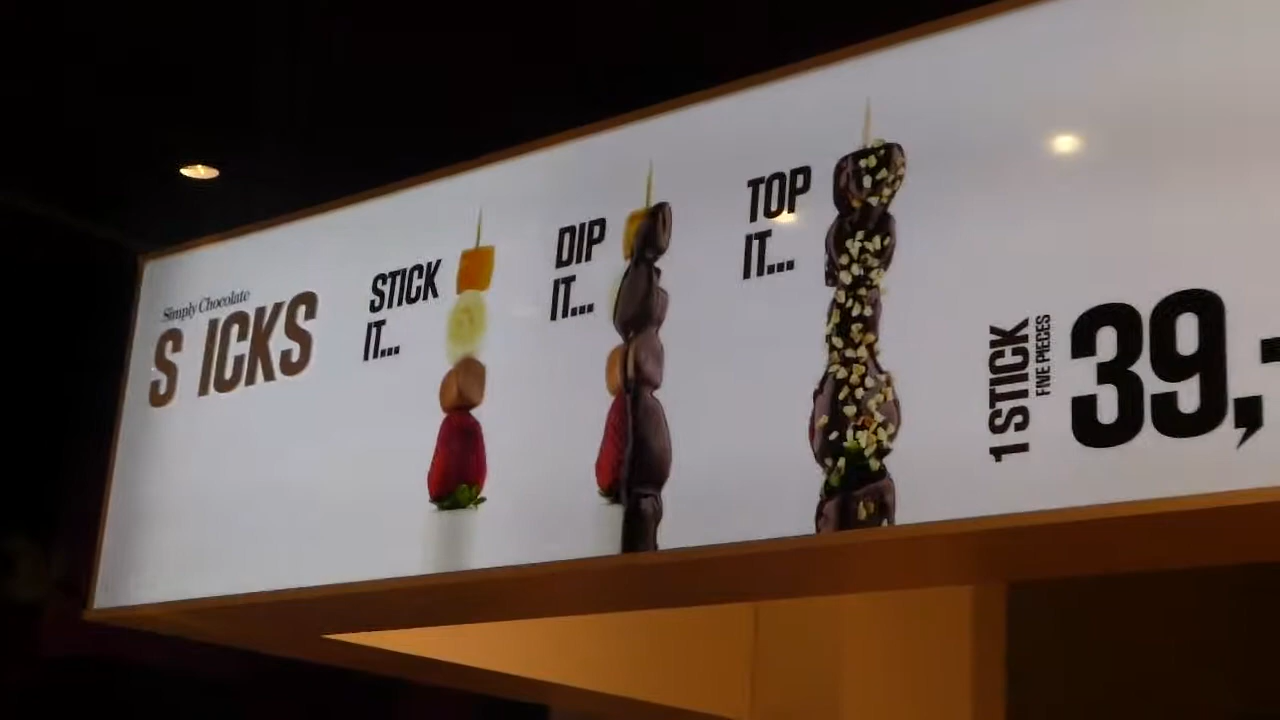 Simply Chocolate
S ICKS
STICK
IT...
DIP
IT...
TOP
IT...
1 STICK
FIVE PIECES
39,-